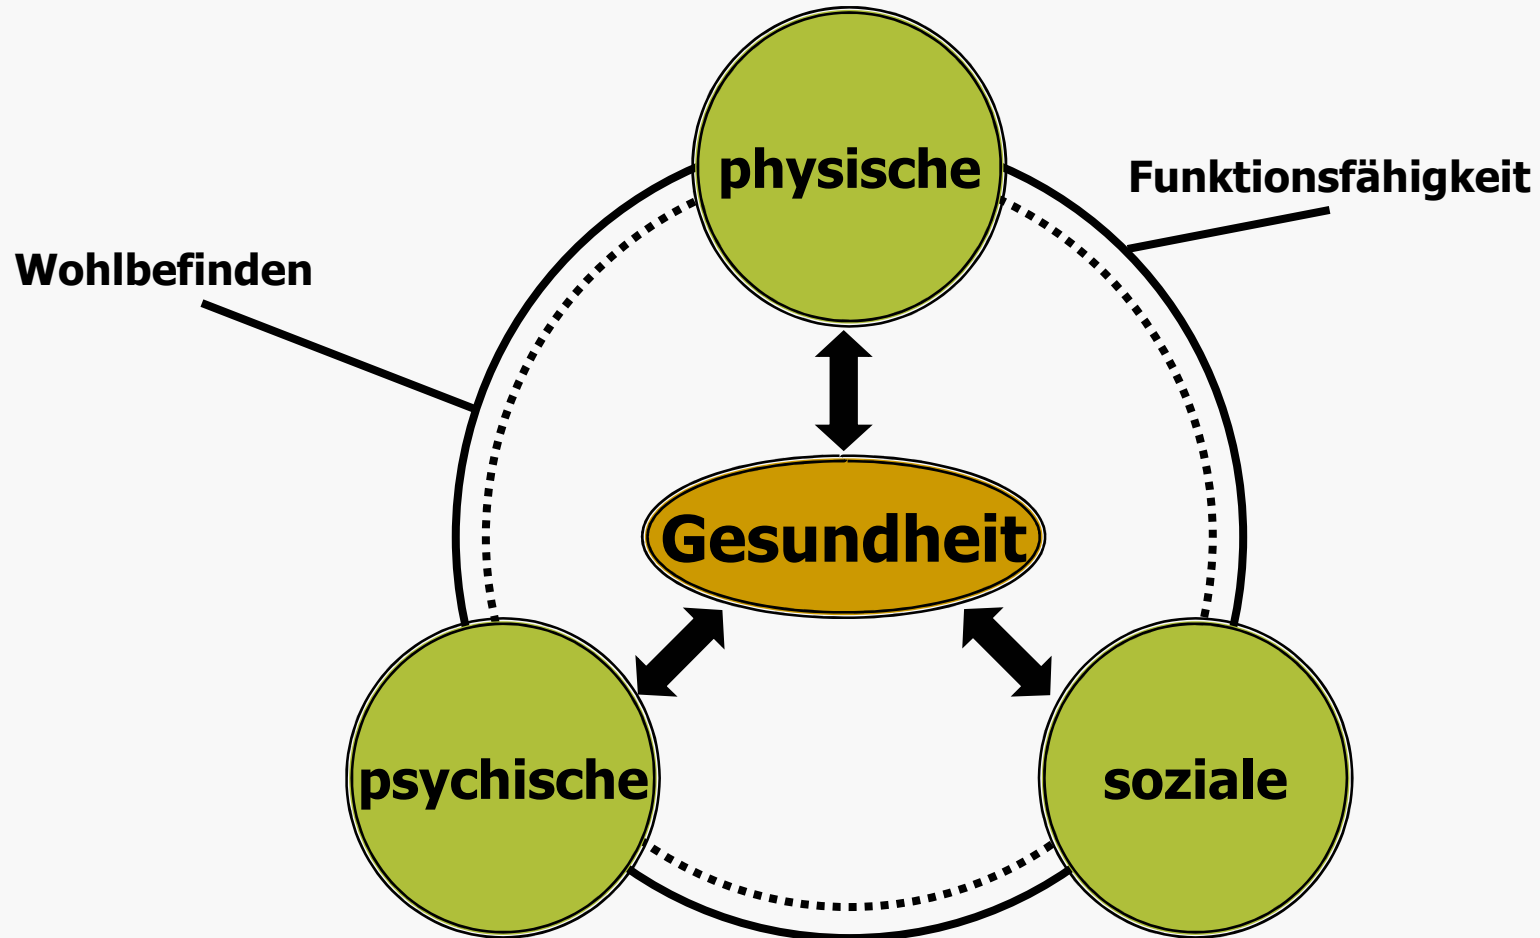 physische
Funktionsfähigkeit
Wohlbefinden
Gesundheit
psychische
soziale